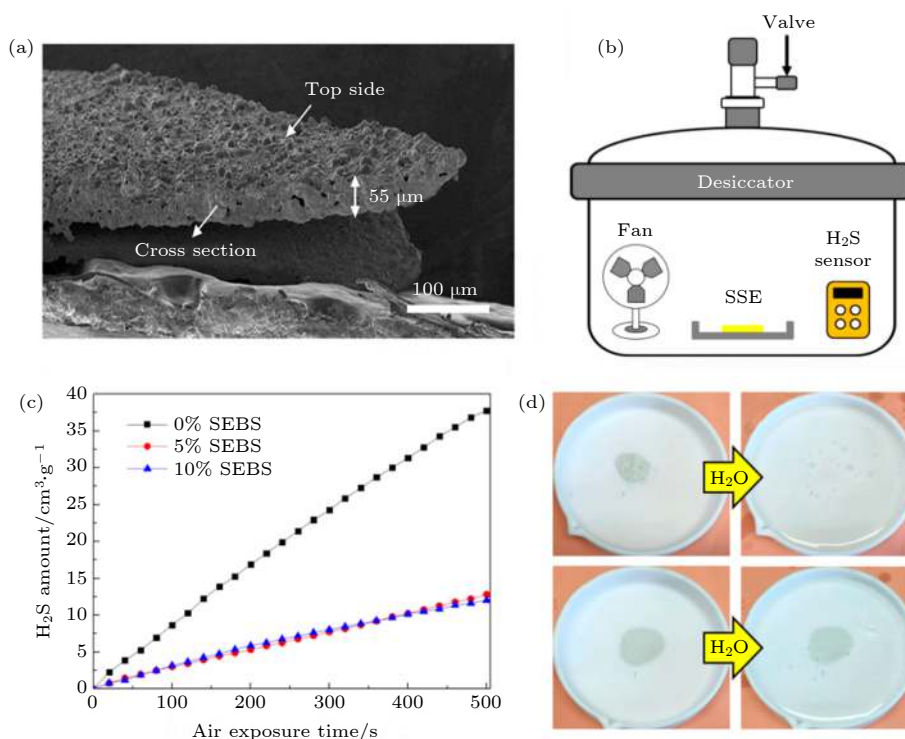 (a)
Top side
55 μm
Cross section
100 μm
(b)
Valve
Desiccator
Fan
H₂S
sensor
SSE
(c)
H₂S amount/cm³·g⁻¹
40
35
30
25
20
15
10
5
0
0% SEBS
5% SEBS
10% SEBS
0
100
200
300
400
500
Air exposure time/s
(d)
H₂O
H₂O